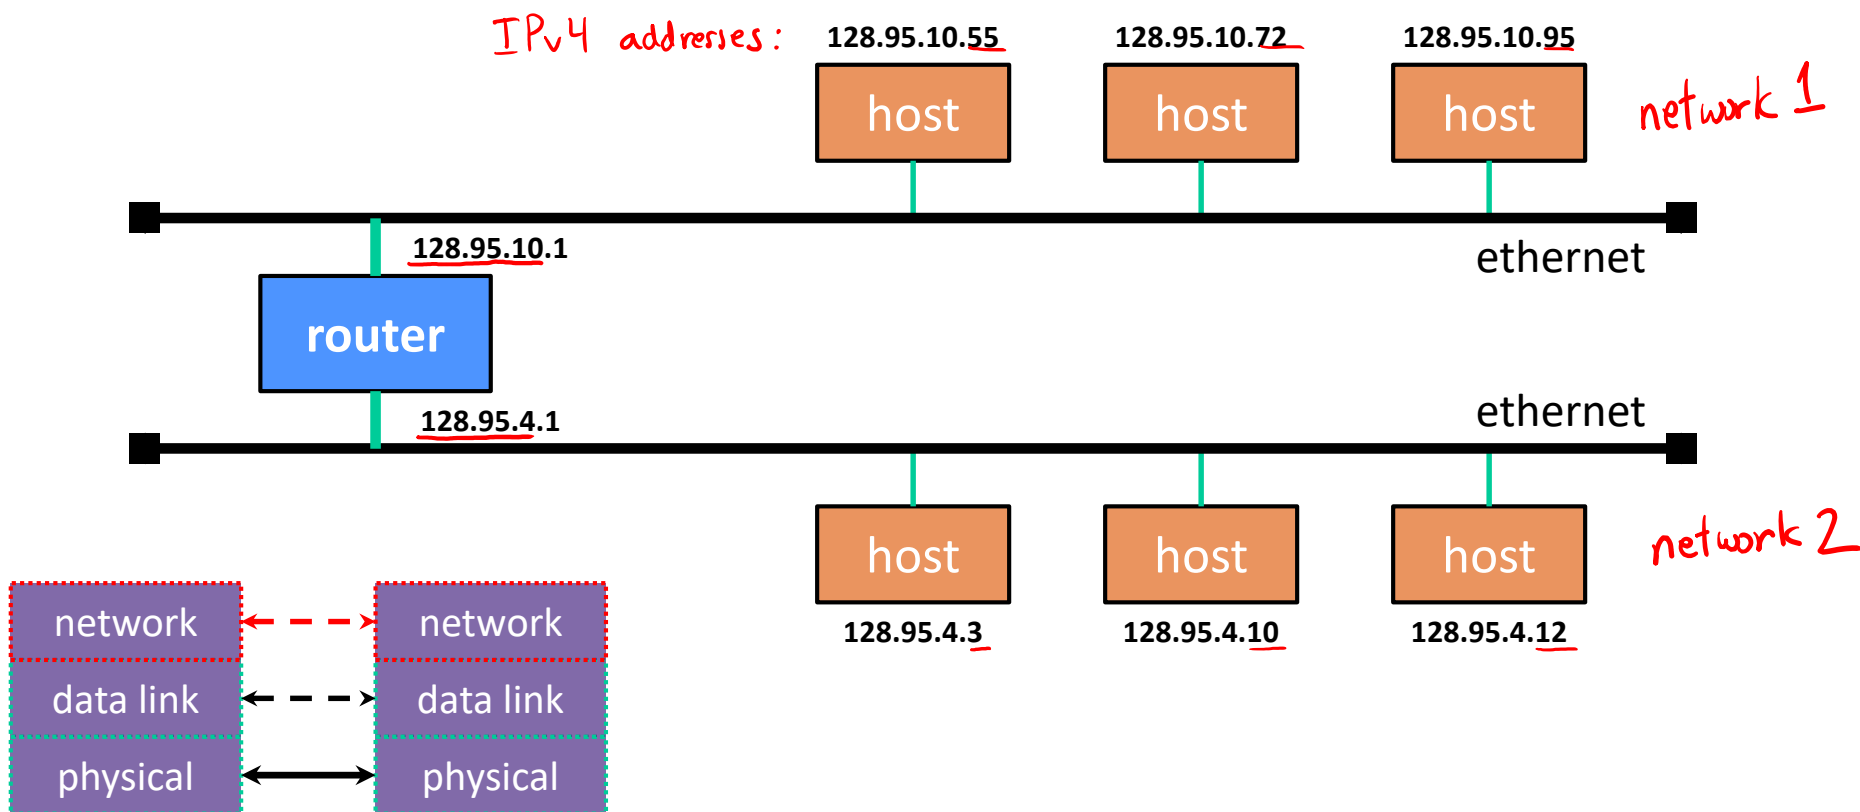 IPv4 addresses: 128.95.10.55 128.95.10.72 128.95.10.95
host host host
network 1
128.95.10.1
ethernet
router
128.95.4.1
ethernet
host host host
network 2
128.95.4.3 128.95.4.10 128.95.4.12
network network
data link data link
physical physical